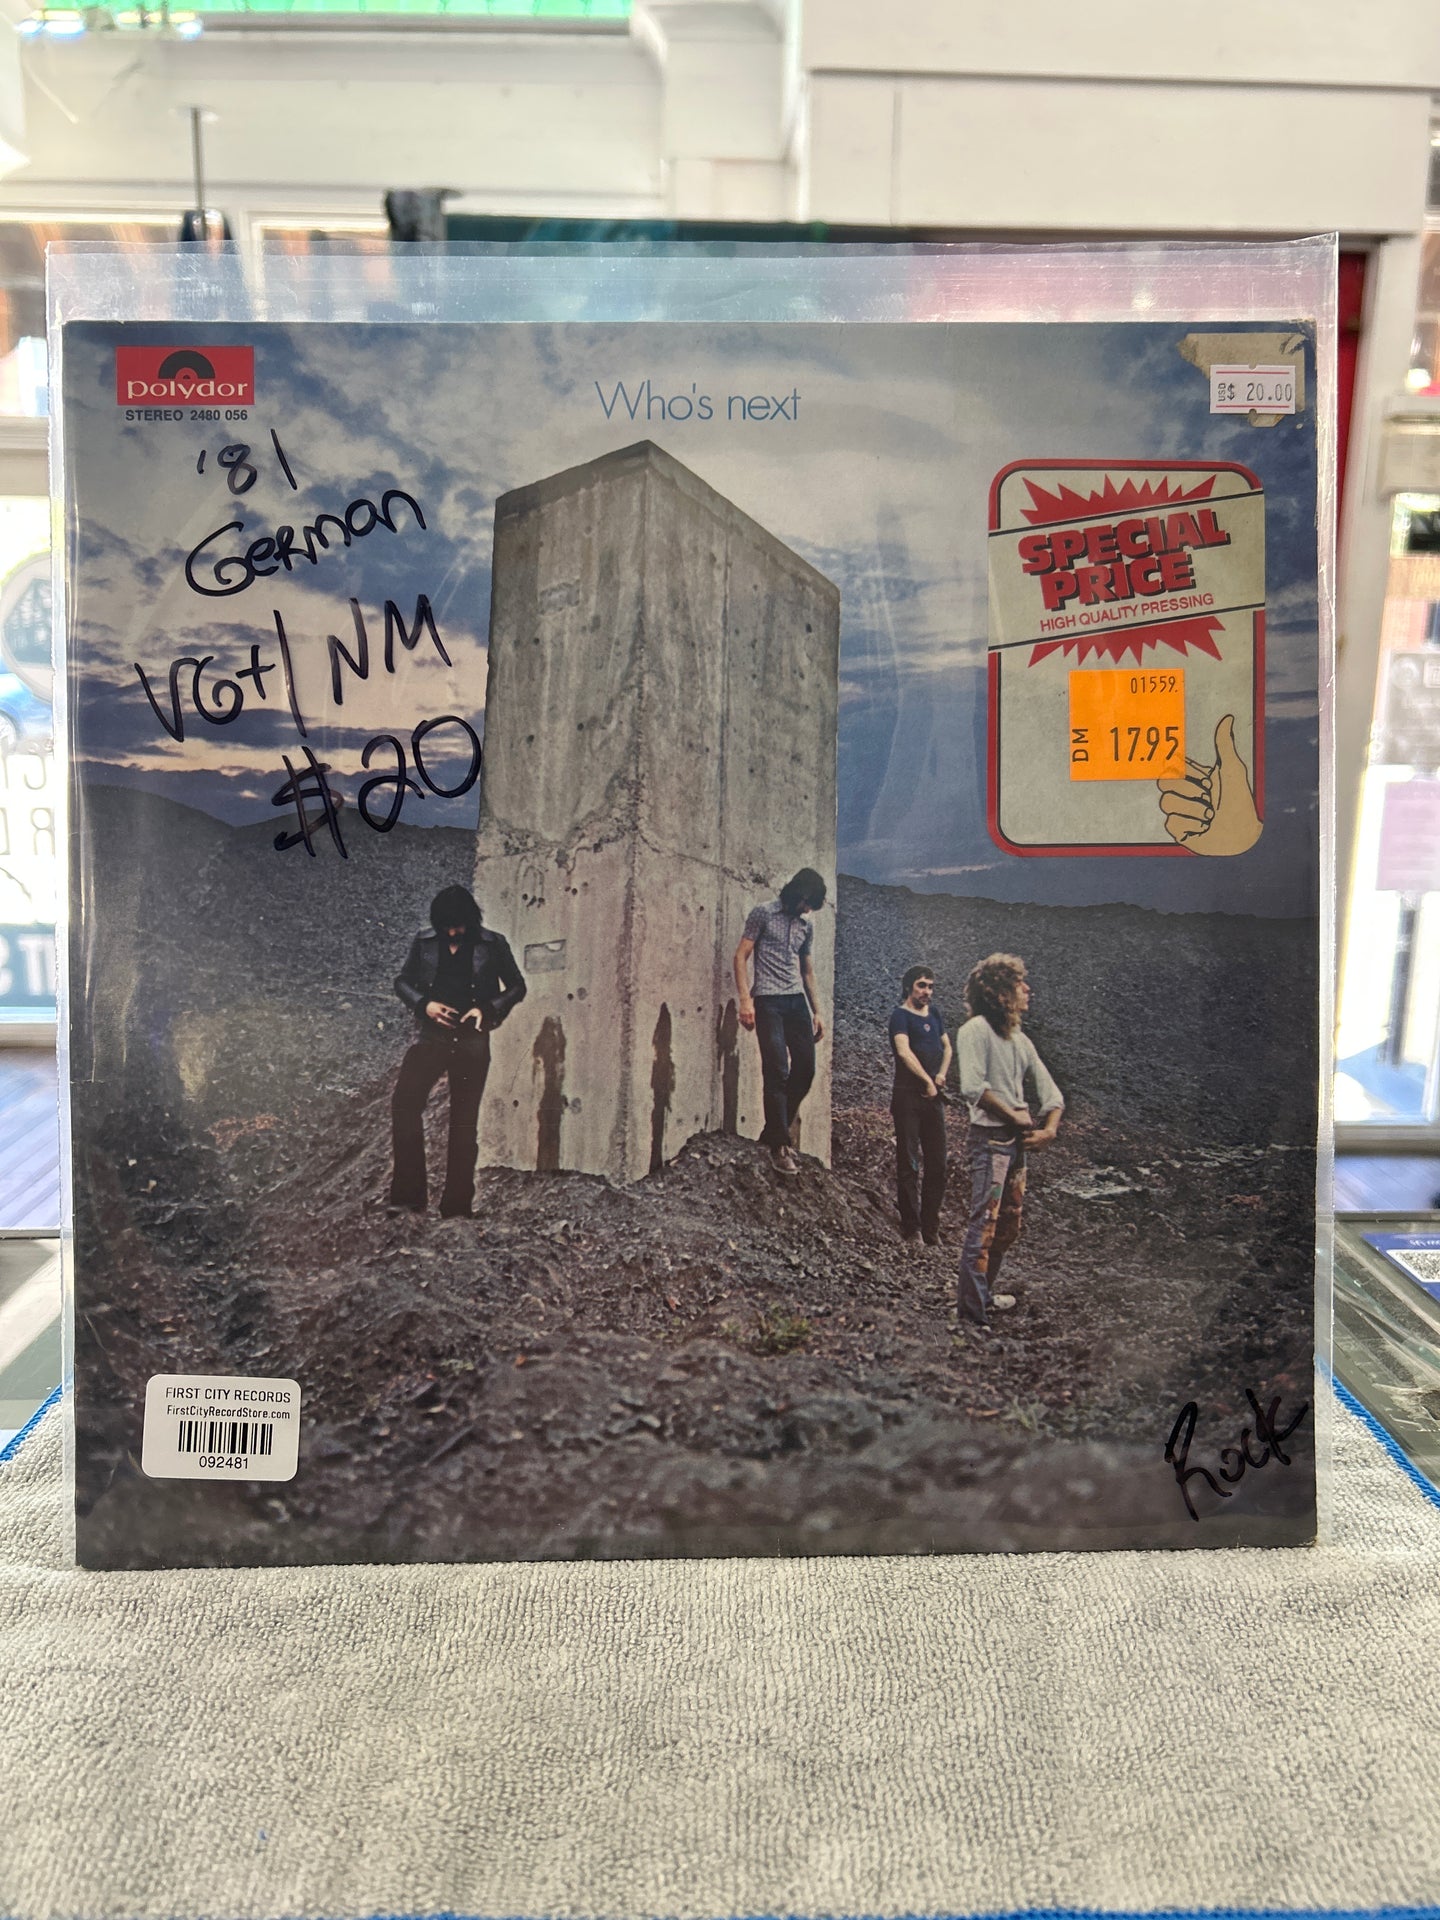 polydor
STEREO 2480 056
Who's next
USD
$ 20.00
'81
German
VG+/NM
$20
SPECIAL
PRICE
HIGH QUALITY PRESSING
01559.
DM 17.95
FIRST CITY RECORDS
FirstCityRecordStore.com
092481
Rock